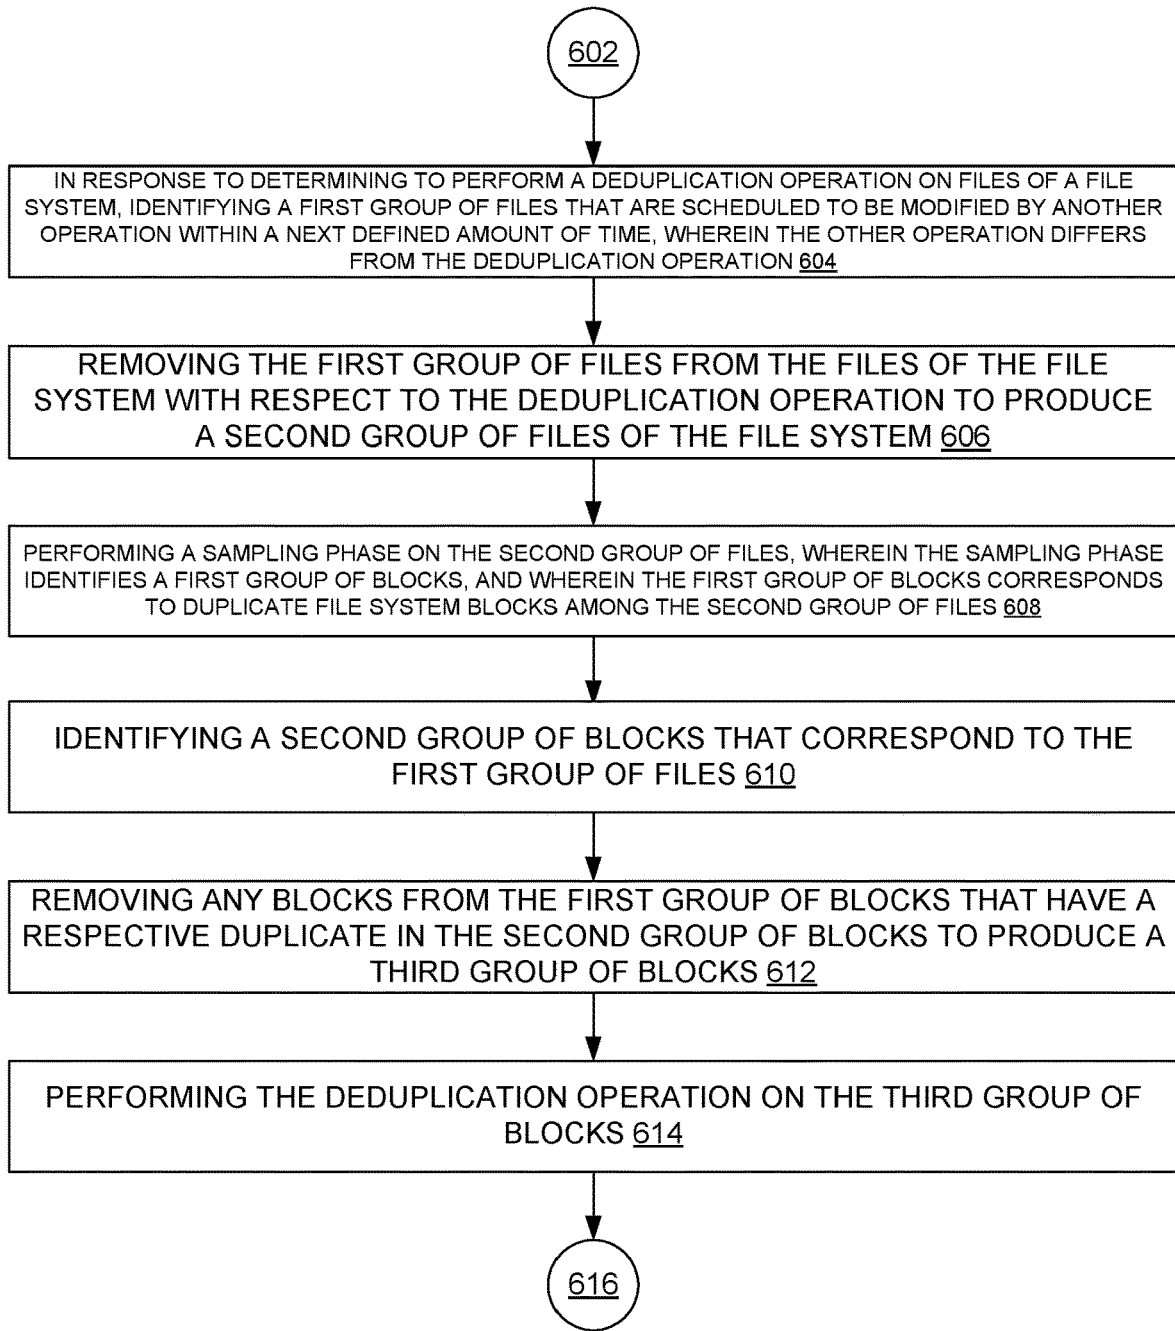 602
IN RESPONSE TO DETERMINING TO PERFORM A DEDUPLICATION OPERATION ON FILES OF A FILE
SYSTEM, IDENTIFYING A FIRST GROUP OF FILES THAT ARE SCHEDULED TO BE MODIFIED BY ANOTHER
OPERATION WITHIN A NEXT DEFINED AMOUNT OF TIME, WHEREIN THE OTHER OPERATION DIFFERS
FROM THE DEDUPLICATION OPERATION 604
REMOVING THE FIRST GROUP OF FILES FROM THE FILES OF THE FILE
SYSTEM WITH RESPECT TO THE DEDUPLICATION OPERATION TO PRODUCE
A SECOND GROUP OF FILES OF THE FILE SYSTEM 606
PERFORMING A SAMPLING PHASE ON THE SECOND GROUP OF FILES, WHEREIN THE SAMPLING PHASE
IDENTIFIES A FIRST GROUP OF BLOCKS, AND WHEREIN THE FIRST GROUP OF BLOCKS CORRESPONDS
TO DUPLICATE FILE SYSTEM BLOCKS AMONG THE SECOND GROUP OF FILES 608
IDENTIFYING A SECOND GROUP OF BLOCKS THAT CORRESPOND TO THE
FIRST GROUP OF FILES 610
REMOVING ANY BLOCKS FROM THE FIRST GROUP OF BLOCKS THAT HAVE A
RESPECTIVE DUPLICATE IN THE SECOND GROUP OF BLOCKS TO PRODUCE A
THIRD GROUP OF BLOCKS 612
PERFORMING THE DEDUPLICATION OPERATION ON THE THIRD GROUP OF
BLOCKS 614
616